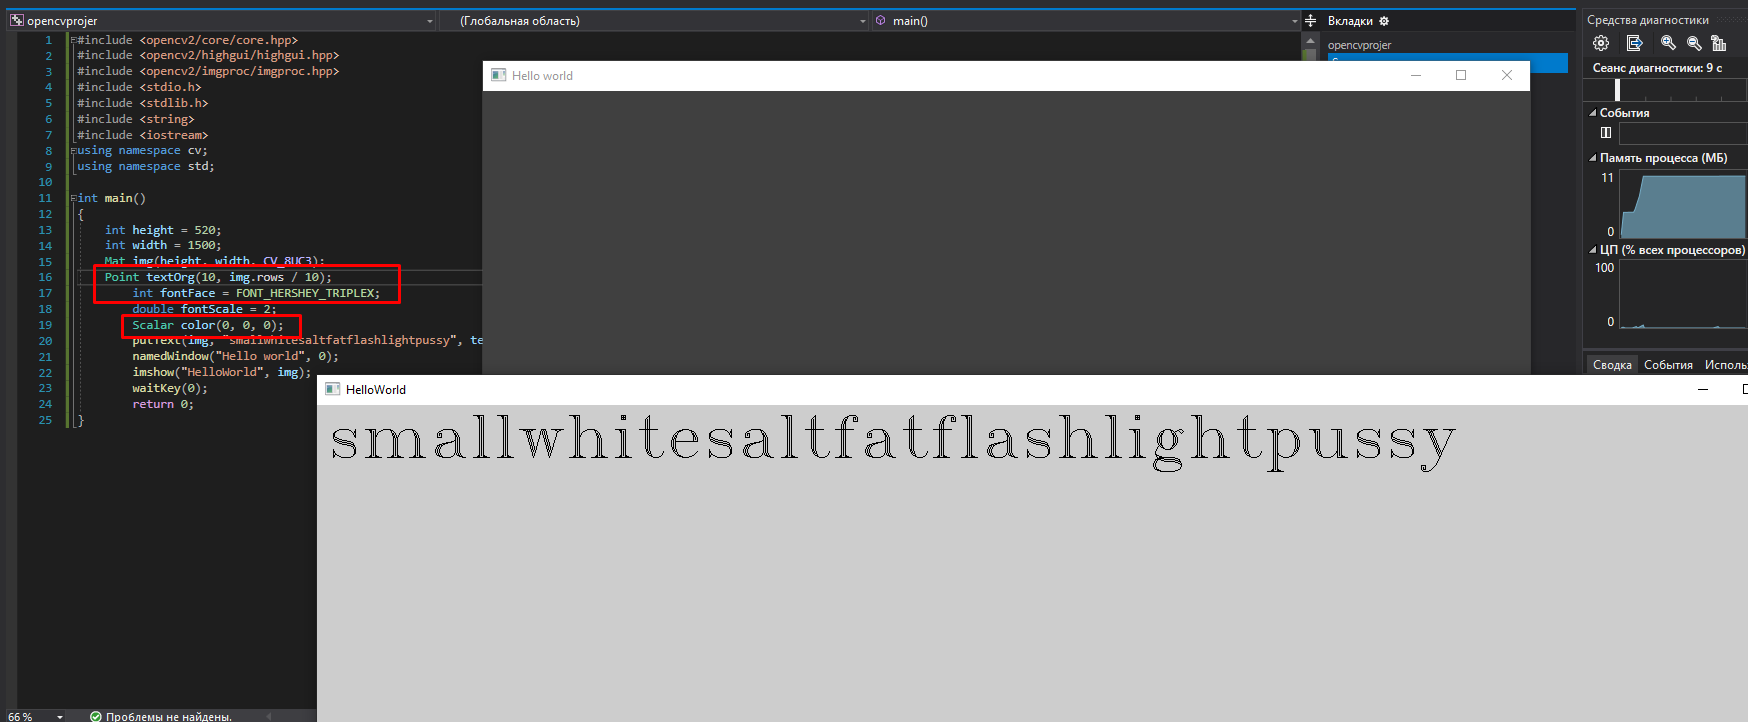 opencvprojer
(Глобальная область)
main()
Вкладки
opencvprojer
Средства диагностики
Сеанс диагностики: 9 с
События
Память процесса (МБ)
11
0
ЦП (% всех процессоров)
100
0
Сводка События Исполь
1 #include <opencv2/core/core.hpp>
2 #include <opencv2/highgui/highgui.hpp>
3 #include <opencv2/imgproc/imgproc.hpp>
4 #include <stdio.h>
5 #include <stdlib.h>
6 #include <string>
7 #include <iostream>
8 using namespace cv;
9 using namespace std;
10
11 int main()
12 {
13 int height = 520;
14 int width = 1500;
15 Mat img(height, width, CV_8UC3);
16 Point textOrg(10, img.rows / 10);
17 int fontFace = FONT_HERSHEY_TRIPLEX;
18 double fontScale = 2;
19 Scalar color(0, 0, 0);
20 putText(img, "smallwhitesaltfatflashlightpussy", te
21 namedWindow("Hello world", 0);
22 imshow("HelloWorld", img);
23 waitKey(0);
24 return 0;
25 }
Hello world
HelloWorld
smallwhitesaltfatflashlightpussy
66 %
Проблемы не найдены.